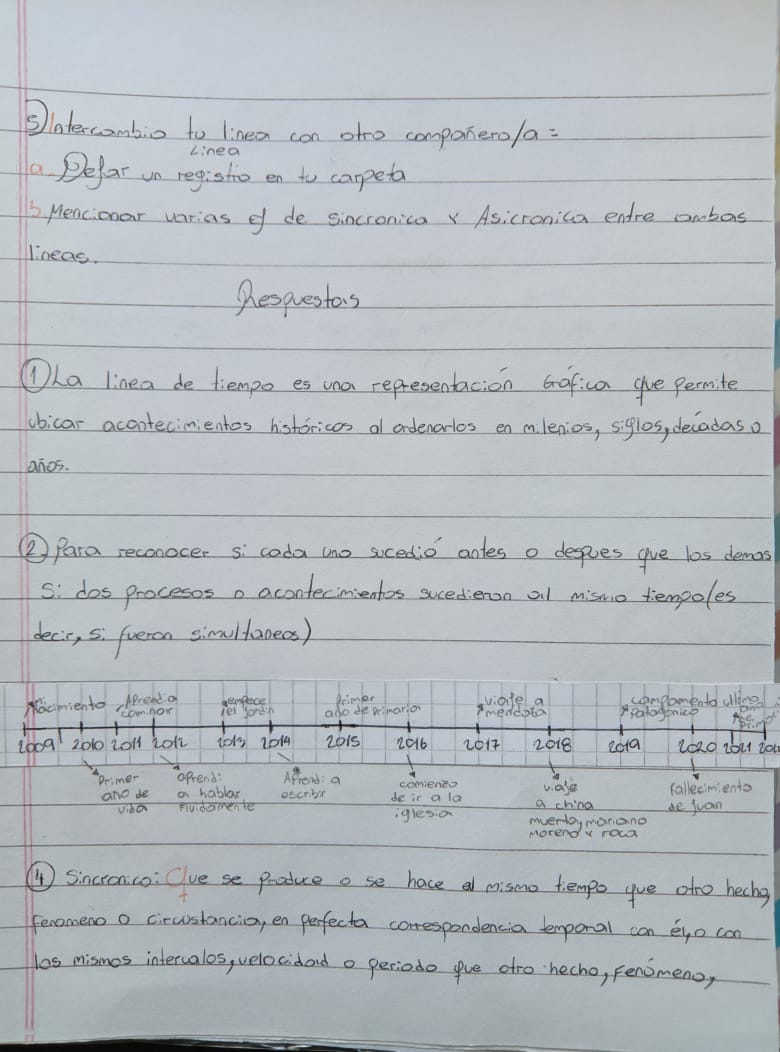 5) Intercambio tu linea con otro compañero/a =
Linea
a- Dejar un registro en tu carpeta
b Mencionar varias ej de sincronica y Asicronica entre ambas
lineas.
Respuestas
1) La linea de tiempo es una representación Gráfica que permite
ubicar acontecimientos históricos al ordenarlos en milenios, siglos, decádas o
años.
2) Para reconocer si cada uno sucedió antes o despues que los demas
Si dos procesos o acontecimientos sucedieron al mismo tiempo (es
decir, si fueron simultaneos)
Nacimiento
Aprendia caminar
empece el jardin
Primer año de primaria
viaje a mendoza
campamento Patagonico
ultimo año de
2009 2010 2011 2012 2013 2014 2015 2016 2017 2018 2019 2020 2021
Primer año de vida
aprendi a hablar Fluidamente
Aprendi a escribir
comienzo de ir a la iglesia
viaje a china muerta, mariano moreno y roca
fallecimiento de Juan
4) Sincronico: Que se produce o se hace al mismo tiempo que otro hecho,
fenomeno o circustancia, en perfecta correspondencia temporal con él, o con
los mismos intervalos, velocidad o periodo que otro hecho, fenómeno,